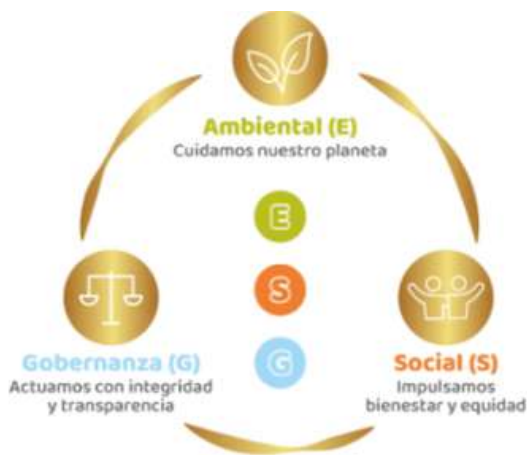 Ambiental (E)
Cuidamos nuestro planeta
E
S
G
Gobernanza (G)
Actuamos con integridad
y transparencia
Social (S)
Impulsamos
bienestar y equidad